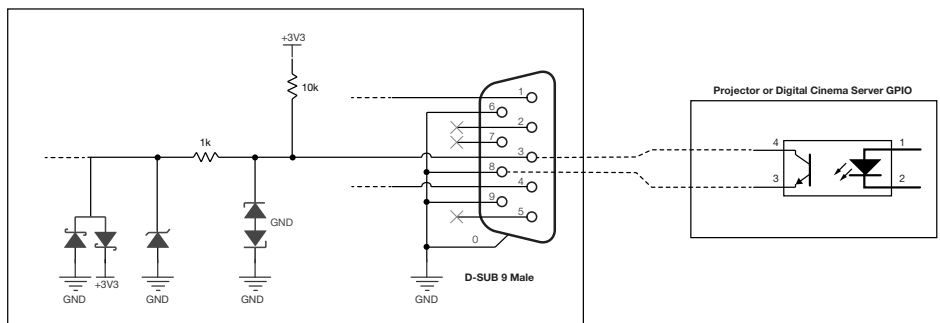 +3V3
10k
1
6
2
7
Projector or Digital Cinema Server GPIO
1k
3
4
1
8
3
2
4
9
GND
5
0
D-SUB 9 Male
GND
+3V3
GND
GND